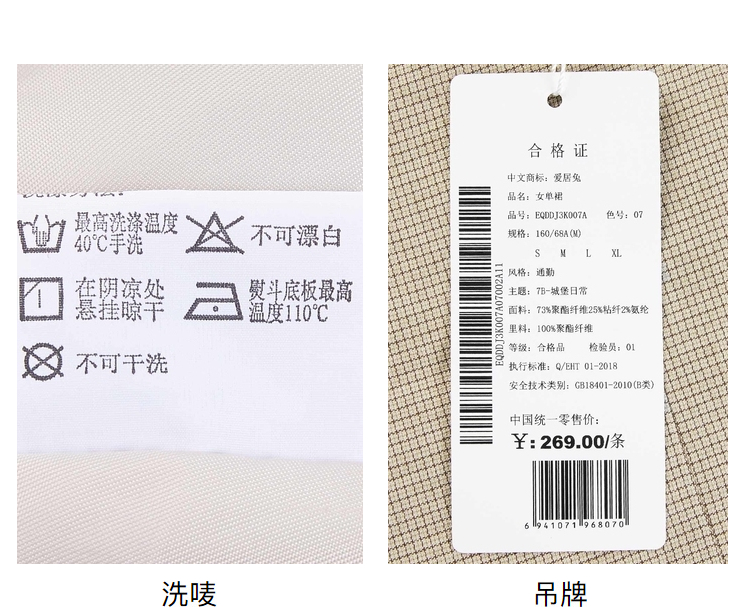 最高洗涤温度
40℃手洗
不可漂白
在阴凉处
悬挂晾干
熨斗底板最高
温度110℃
不可干洗
洗唛
合格证
中文商标：爱居兔
品名：女单裙
品号：EQDDJ3K007A 色号：07
规格：160/68A(M)
S M L XL
风格：通勤
主题：7B-城堡日常
面料：73%聚酯纤维25%粘纤2%氨纶
里料：100%聚酯纤维
等级：合格品 检验员：01
执行标准：Q/EHT 01-2018
安全技术类别：GB18401-2010(B类)
中国统一零售价：
¥:269.00/条
EQDDJ3K007A07002A11
6 941071 968070
吊牌